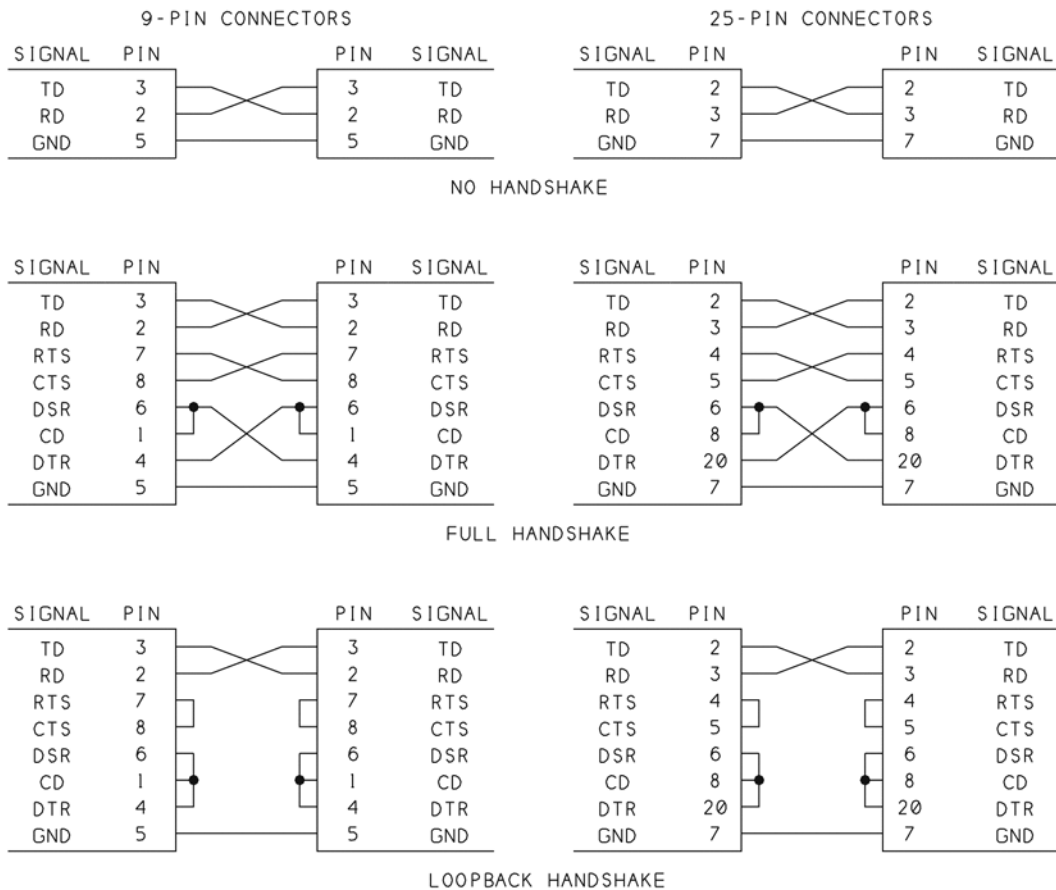 9-PIN CONNECTORS 25-PIN CONNECTORS
SIGNAL PIN PIN SIGNAL SIGNAL PIN PIN SIGNAL
TD 3 3 TD TD 2 2 TD
RD 2 2 RD RD 3 3 RD
GND 5 5 GND GND 7 7 GND
NO HANDSHAKE
SIGNAL PIN PIN SIGNAL SIGNAL PIN PIN SIGNAL
TD 3 3 TD TD 2 2 TD
RD 2 2 RD RD 3 3 RD
RTS 7 7 RTS RTS 4 4 RTS
CTS 8 8 CTS CTS 5 5 CTS
DSR 6 6 DSR DSR 6 6 DSR
CD 1 1 CD CD 8 8 CD
DTR 4 4 DTR DTR 20 20 DTR
GND 5 5 GND GND 7 7 GND
FULL HANDSHAKE
SIGNAL PIN PIN SIGNAL SIGNAL PIN PIN SIGNAL
TD 3 3 TD TD 2 2 TD
RD 2 2 RD RD 3 3 RD
RTS 7 7 RTS RTS 4 4 RTS
CTS 8 8 CTS CTS 5 5 CTS
DSR 6 6 DSR DSR 6 6 DSR
CD 1 1 CD CD 8 8 CD
DTR 4 4 DTR DTR 20 20 DTR
GND 5 5 GND GND 7 7 GND
LOOPBACK HANDSHAKE